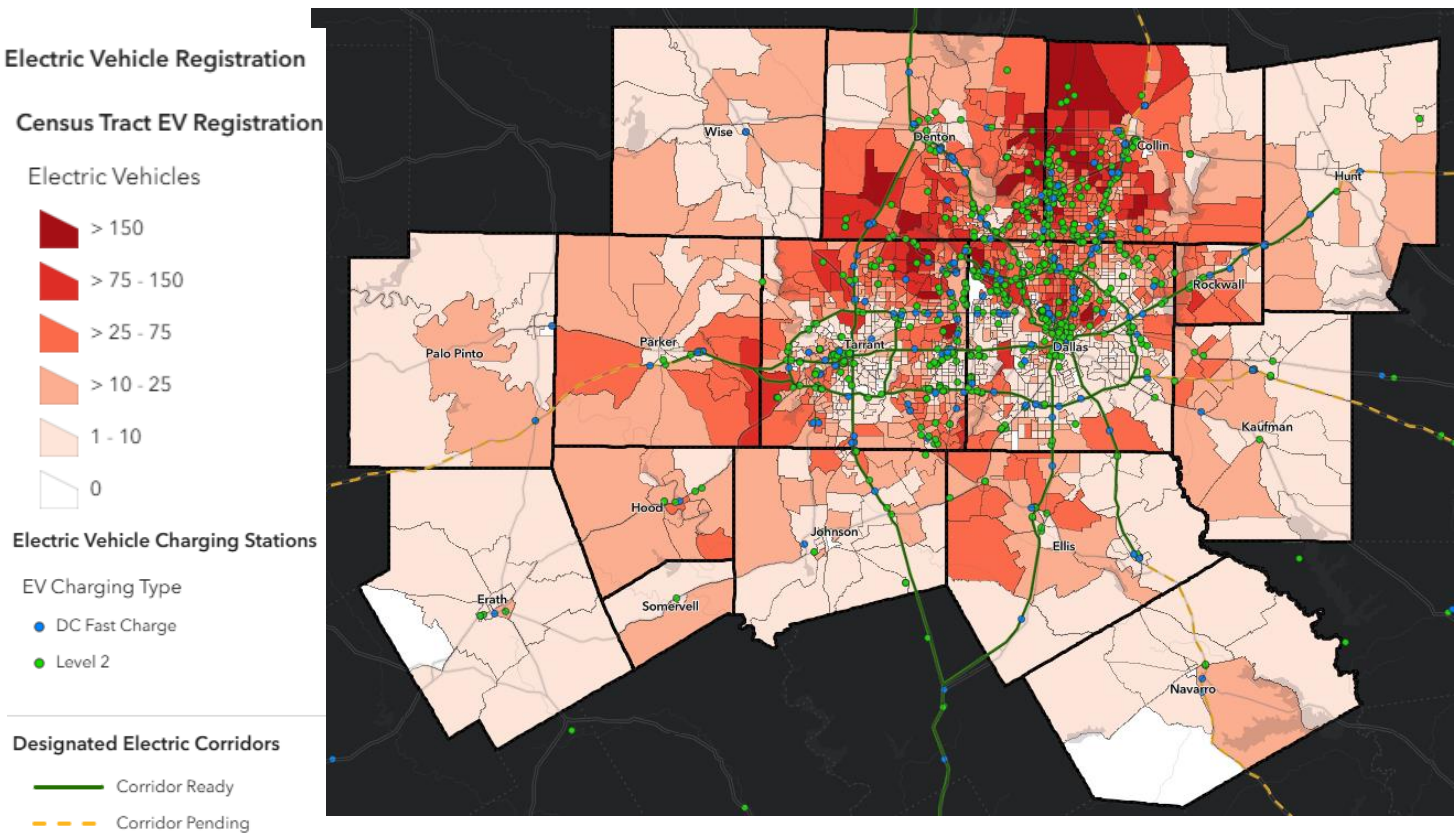 Electric Vehicle Registration
Census Tract EV Registration
Electric Vehicles
> 150
> 75 - 150
> 25 - 75
> 10 - 25
1 - 10
0
Electric Vehicle Charging Stations
EV Charging Type
DC Fast Charge
Level 2
Designated Electric Corridors
Corridor Ready
Corridor Pending
Wise
Denton
Collin
Hunt
Rockwall
Palo Pinto
Parker
Tarrant
Dallas
Kaufman
Hood
Johnson
Ellis
Erath
Somervell
Navarro